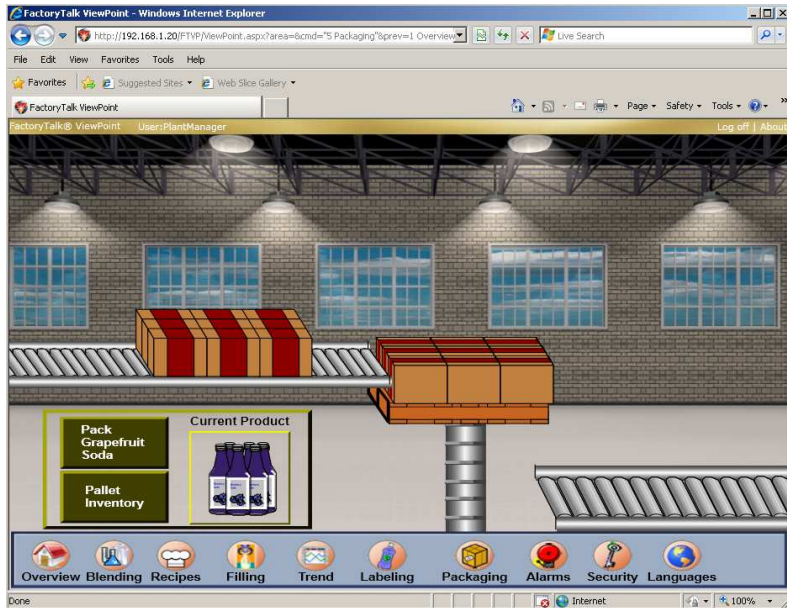 FactoryTalk ViewPoint - Windows Internet Explorer
http://192.168.1.20/FTVP/ViewPoint.aspx?area=&cmd="5 Packaging"&prev=1 Overview
Live Search
File Edit View Favorites Tools Help
Favorites Suggested Sites Web Slice Gallery
FactoryTalk ViewPoint
Page Safety Tools »
FactoryTalk® ViewPoint User:PlantManager Log off | About
Pack
Grapefruit
Soda
Current Product
Pallet
Inventory
Overview Blending Recipes Filling Trend Labeling Packaging Alarms Security Languages
Done Internet 100%